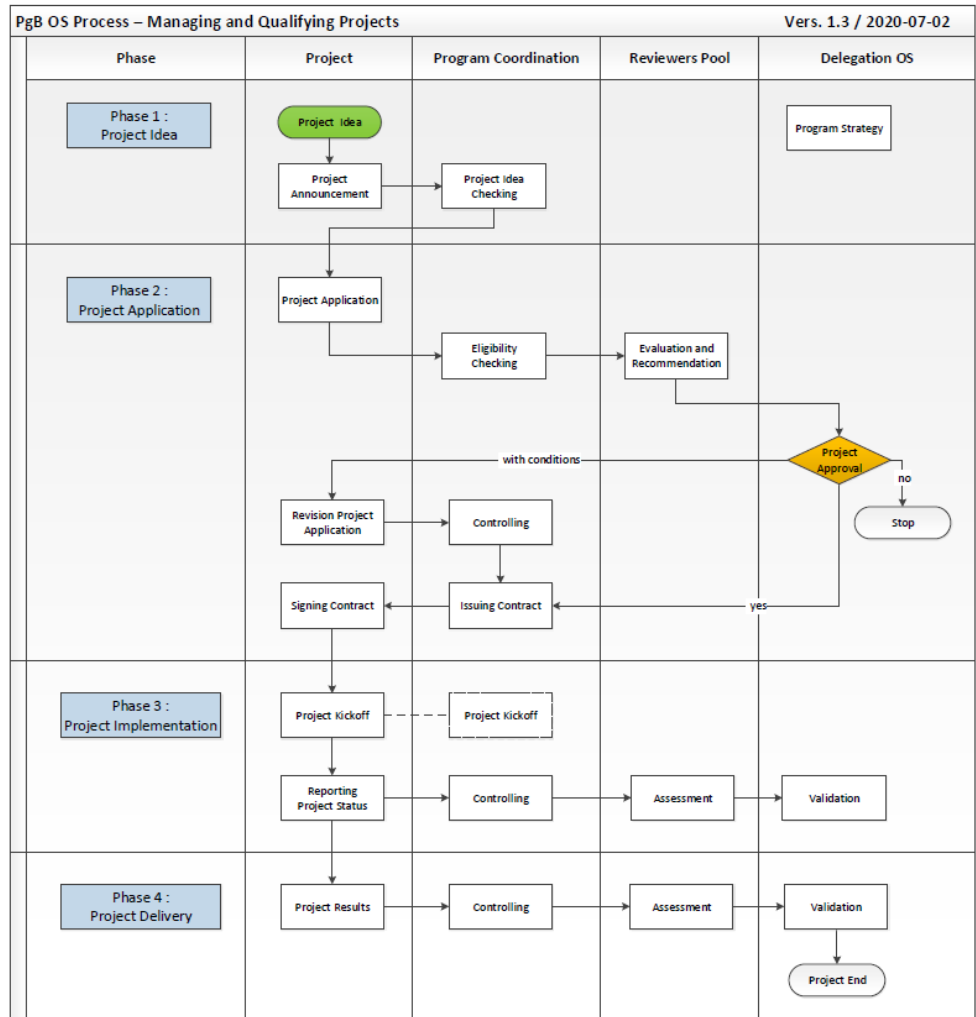 PgB OS Process – Managing and Qualifying Projects
Vers. 1.3 / 2020-07-02
Phase
Project
Program Coordination
Reviewers Pool
Delegation OS
Phase 1 :
Project Idea
Project Idea
Program Strategy
Project
Announcement
Project Idea
Checking
Phase 2 :
Project Application
Project Application
Eligibility
Checking
Evaluation and
Recommendation
Project
Approval
with conditions
no
Stop
Revision Project
Application
Controlling
Signing Contract
Issuing Contract
yes
Phase 3 :
Project Implementation
Project Kickoff
Project Kickoff
Reporting
Project Status
Controlling
Assessment
Validation
Phase 4 :
Project Delivery
Project Results
Controlling
Assessment
Validation
Project End